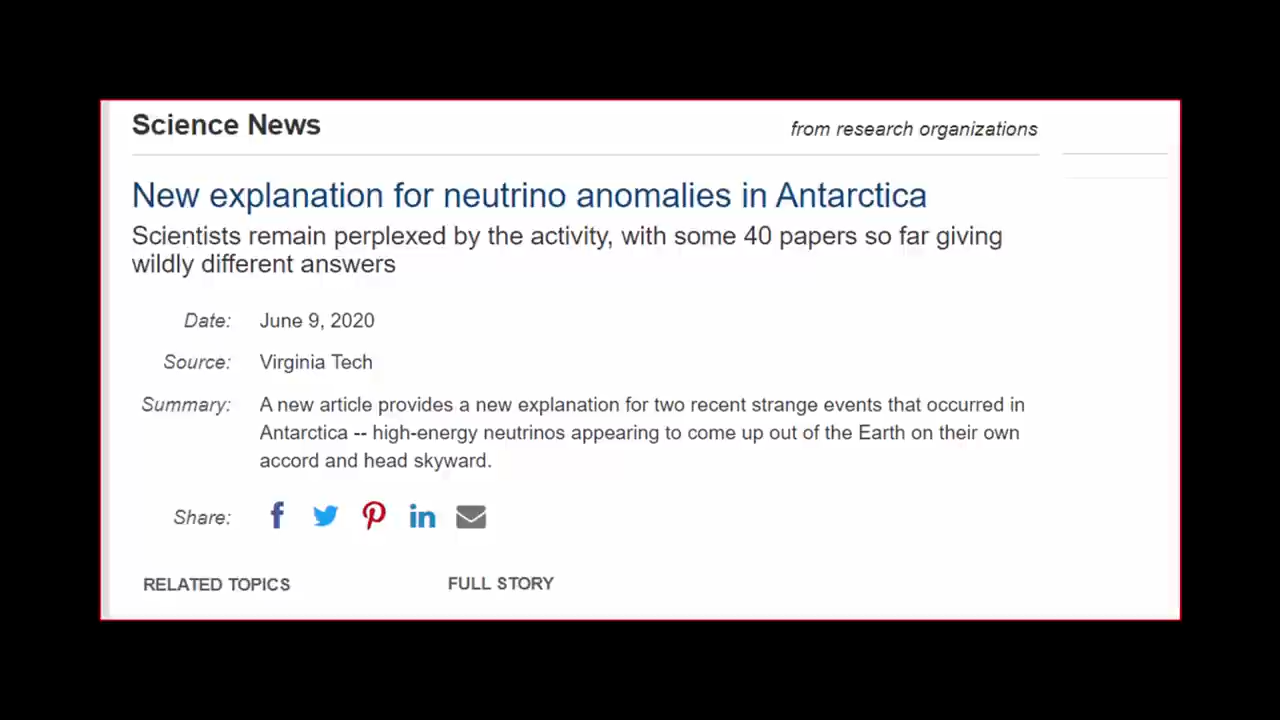 Science News
from research organizations
New explanation for neutrino anomalies in Antarctica
Scientists remain perplexed by the activity, with some 40 papers so far giving
wildly different answers
Date: June 9, 2020
Source: Virginia Tech
Summary: A new article provides a new explanation for two recent strange events that occurred in
Antarctica -- high-energy neutrinos appearing to come up out of the Earth on their own
accord and head skyward.
Share:
RELATED TOPICS
FULL STORY